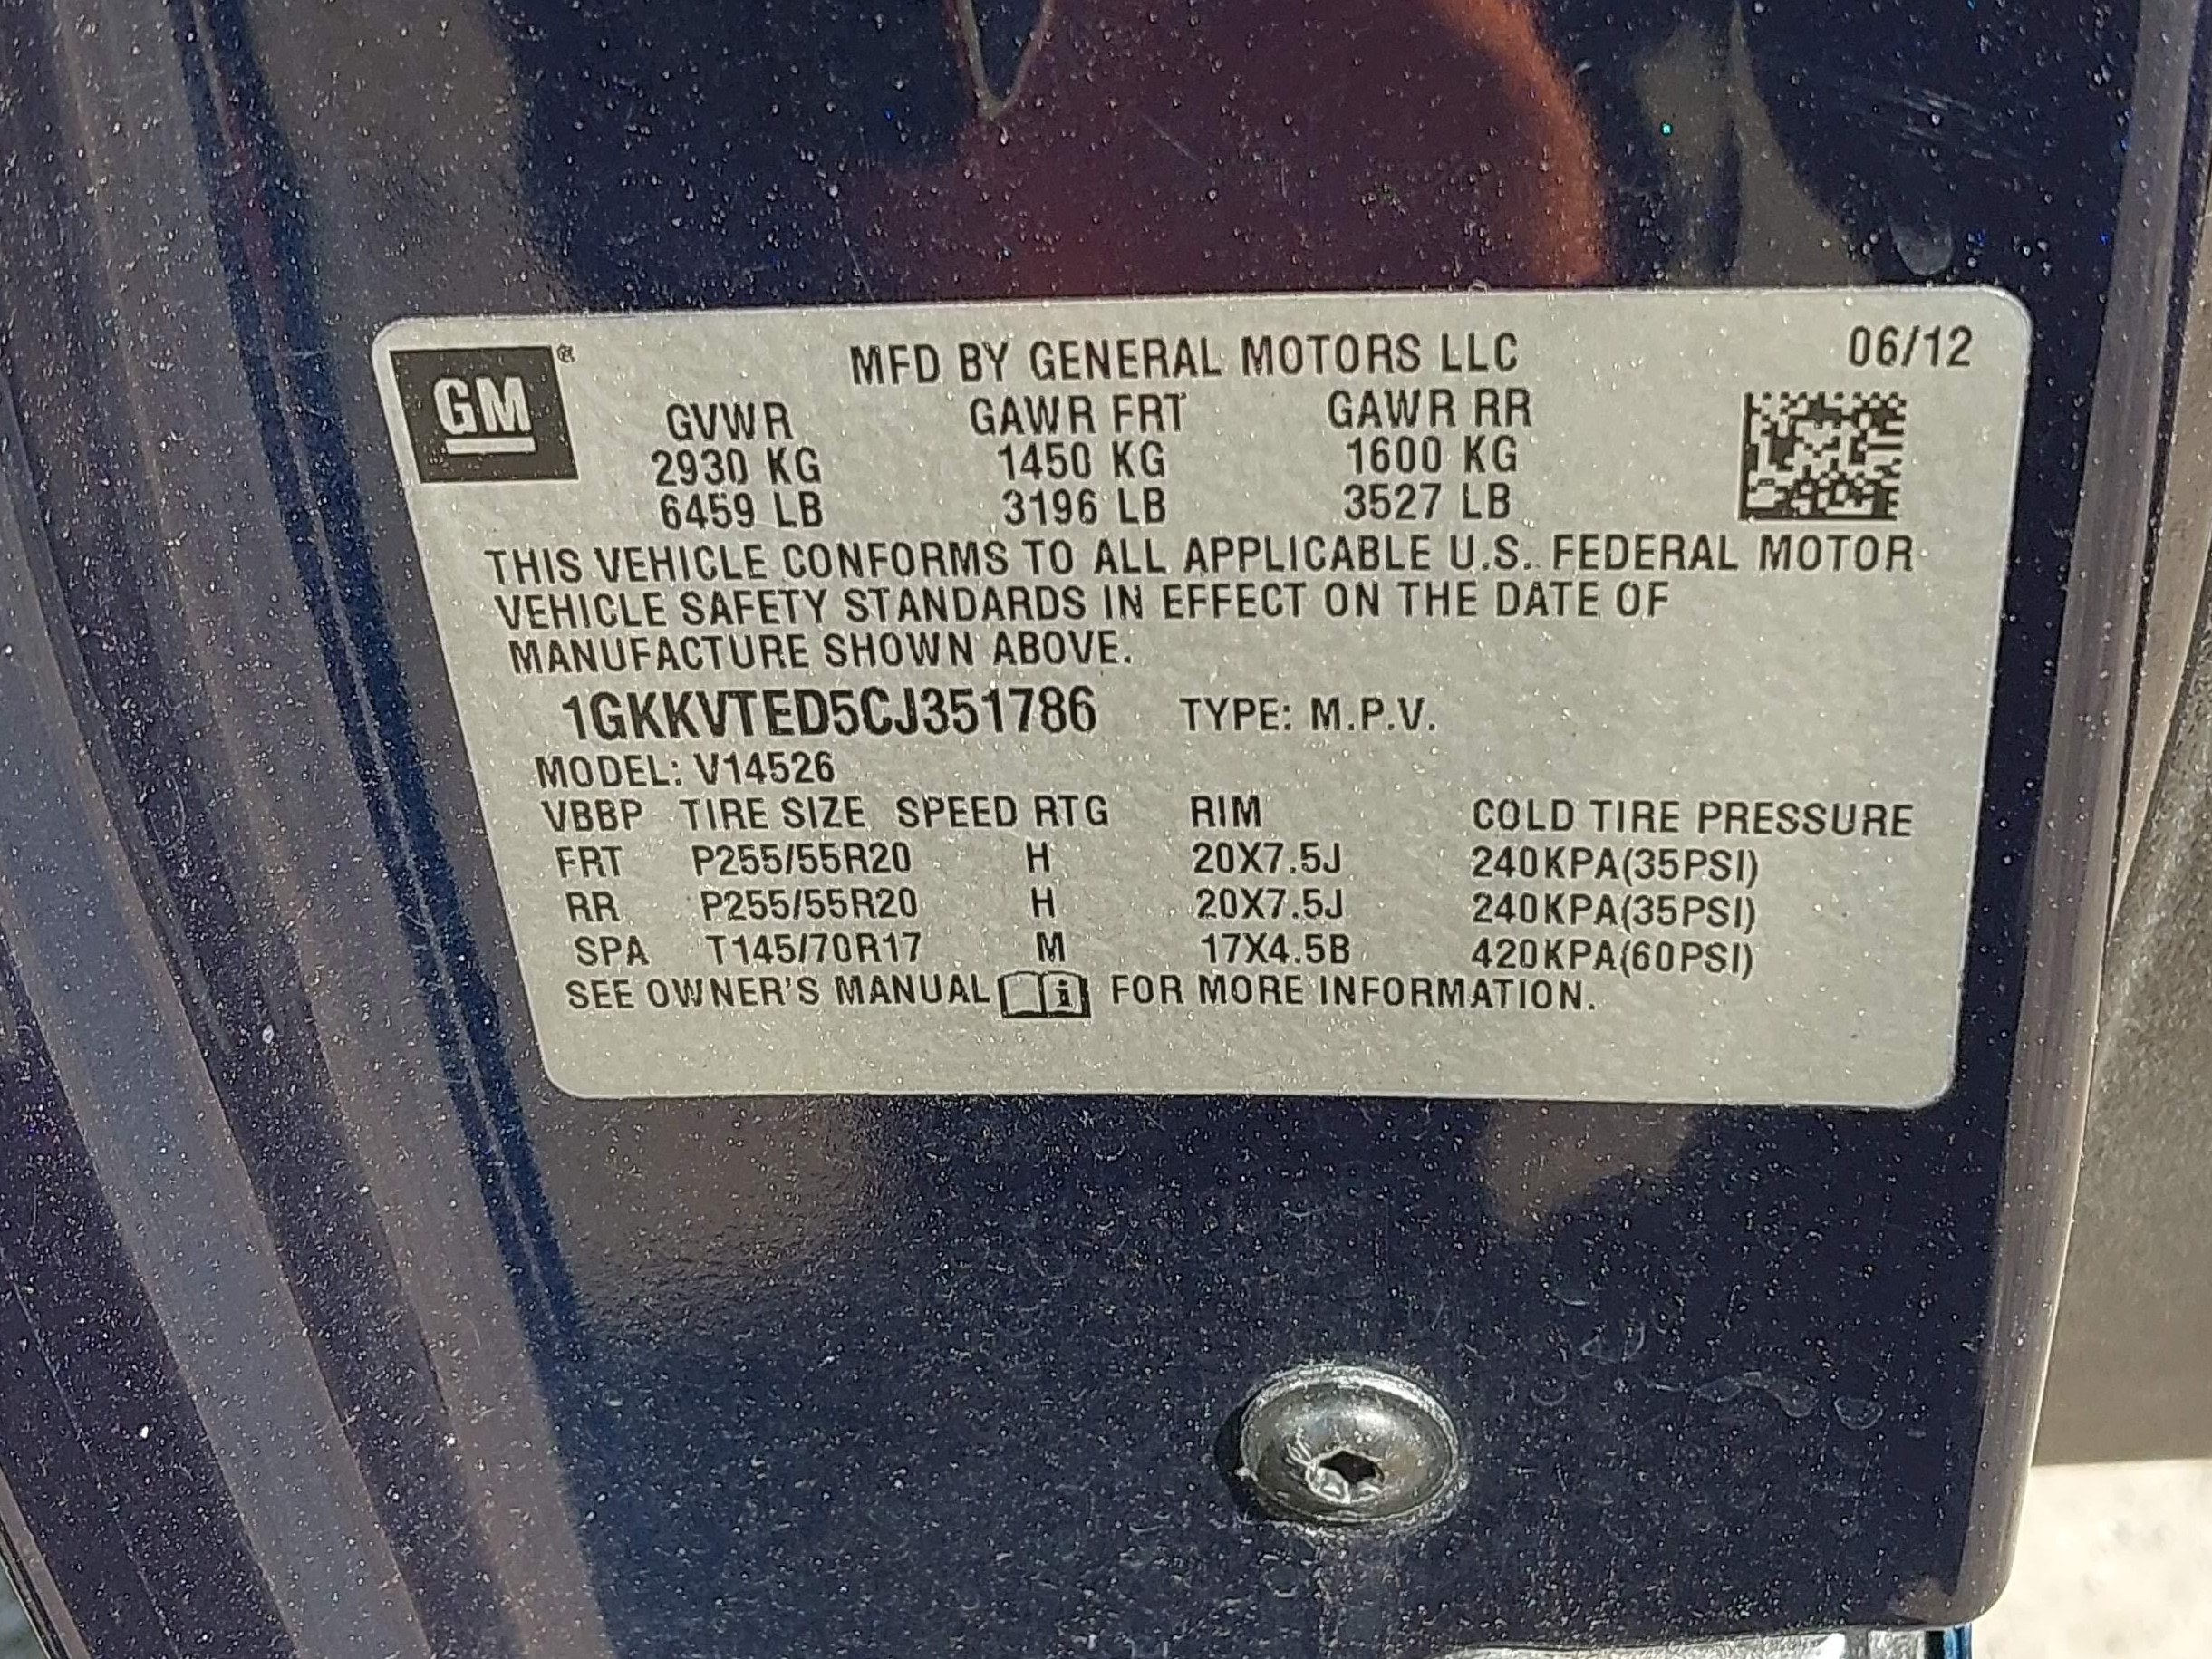 GM®
MFD BY GENERAL MOTORS LLC 06/12
GVWR GAWR FRT GAWR RR
2930 KG 1450 KG 1600 KG
6459 LB 3196 LB 3527 LB
THIS VEHICLE CONFORMS TO ALL APPLICABLE U.S. FEDERAL MOTOR
VEHICLE SAFETY STANDARDS IN EFFECT ON THE DATE OF
MANUFACTURE SHOWN ABOVE.
1GKKVTED5CJ351786 TYPE: M.P.V.
MODEL: V14526
VBBP TIRE SIZE SPEED RTG RIM COLD TIRE PRESSURE
FRT P255/55R20 H 20X7.5J 240KPA(35PSI)
RR P255/55R20 H 20X7.5J 240KPA(35PSI)
SPA T145/70R17 M 17X4.5B 420KPA(60PSI)
SEE OWNER'S MANUAL i FOR MORE INFORMATION.